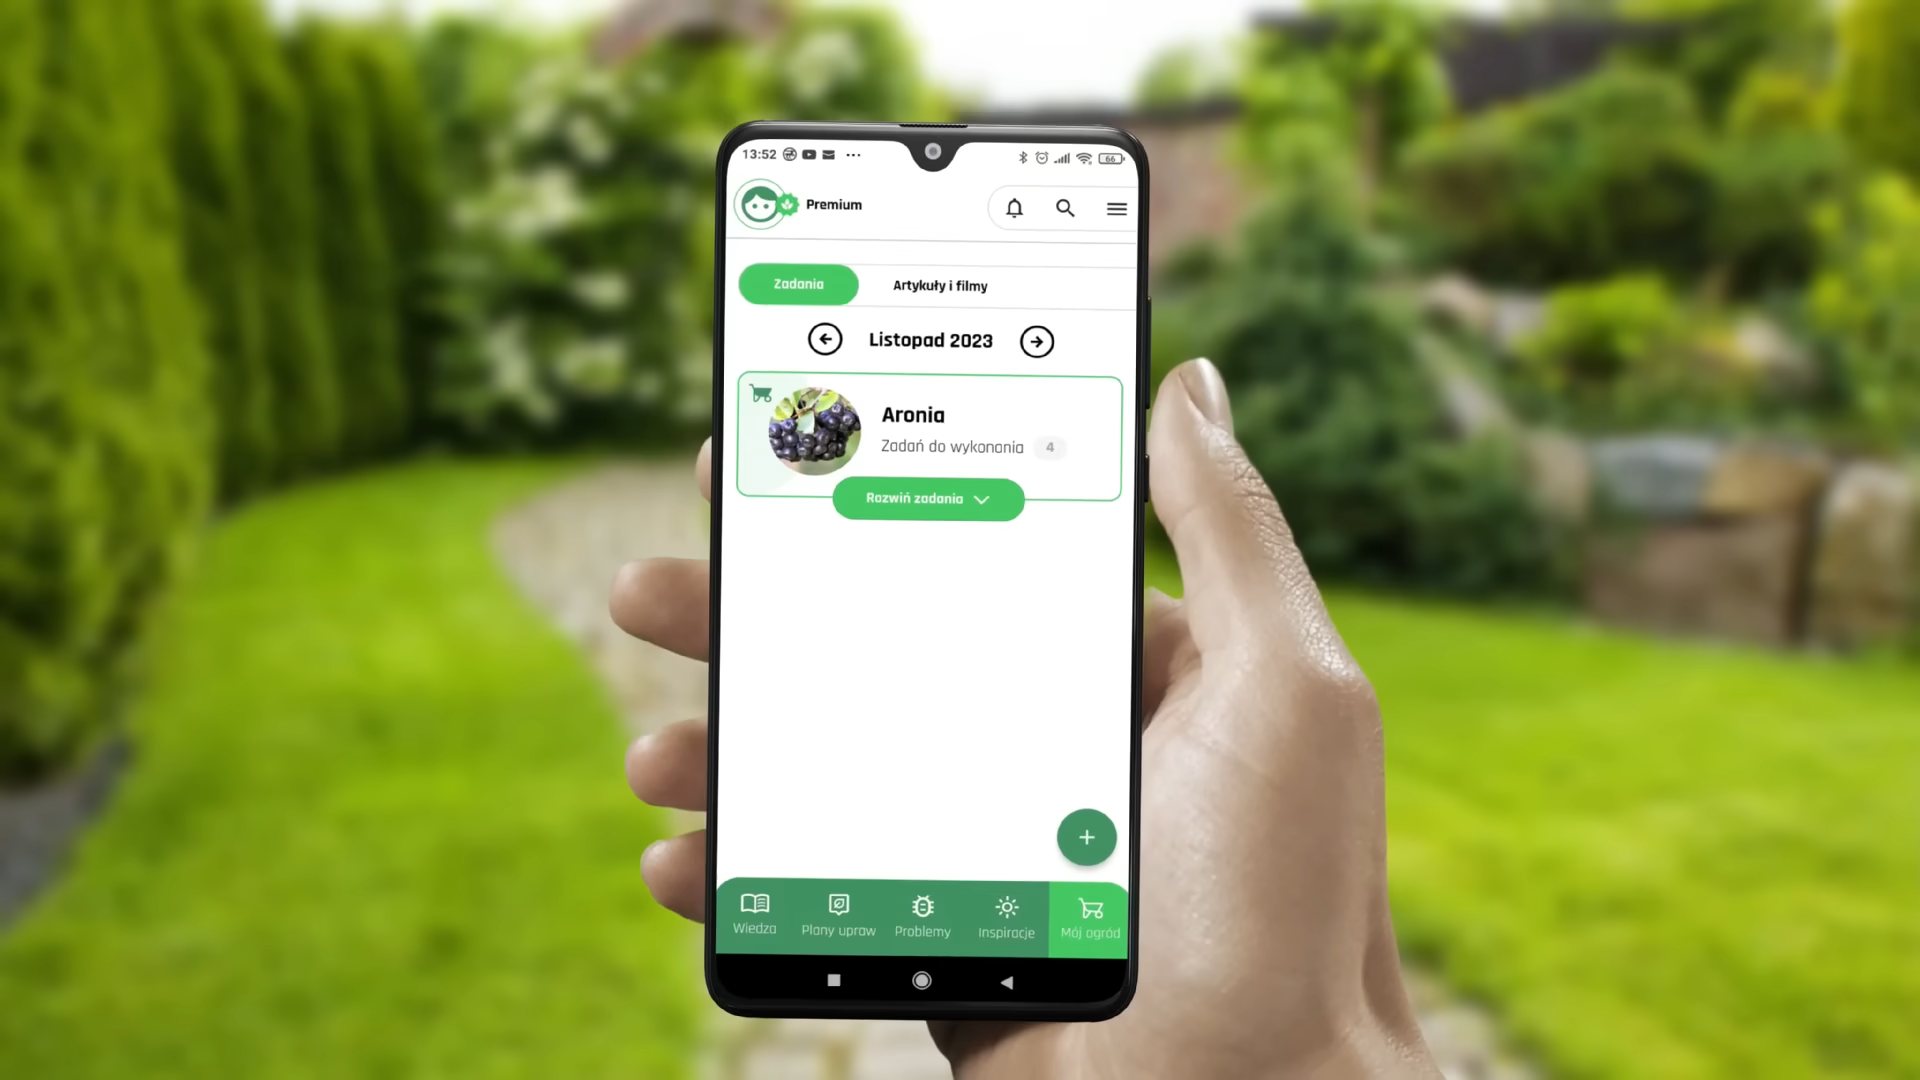 13:52
66
Premium
Zadania
Artykuły i filmy
Listopad 2023
Aronia
Zadań do wykonania 4
Rozwiń zadania
Wiedza
Plany upraw
Problemy
Inspiracje
Mój ogród